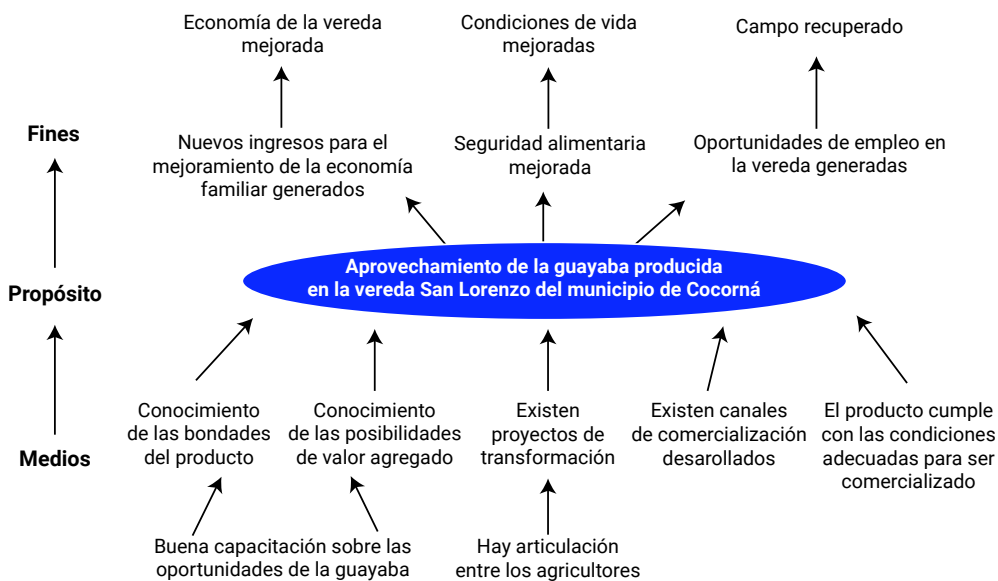 Economía de la vereda
mejorada
Condiciones de vida
mejoradas
Campo recuperado
Fines
Nuevos ingresos para el
mejoramiento de la economía
familiar generados
Seguridad alimentaria
mejorada
Oportunidades de empleo en
la vereda generadas
Propósito
Aprovechamiento de la guayaba producida
en la vereda San Lorenzo del municipio de Cocorná
Medios
Conocimiento
de las bondades
del producto
Conocimiento
de las posibilidades
de valor agregado
Existen
proyectos de
transformación
Existen canales
de comercialización
desarollados
El producto cumple
con las condiciones
adecuadas para ser
comercializado
Buena capacitación sobre las
oportunidades de la guayaba
Hay articulación
entre los agricultores